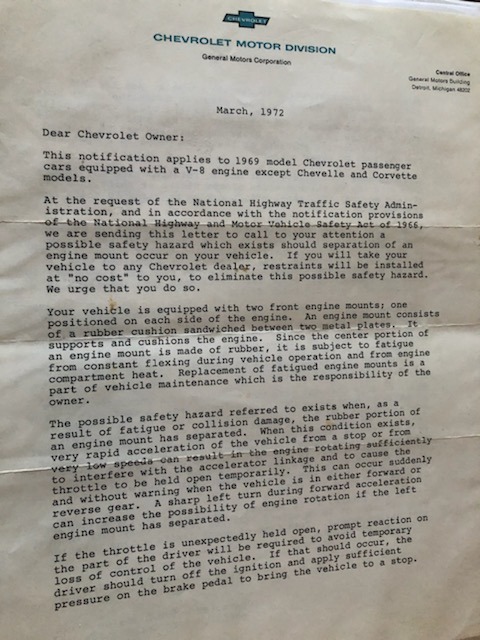 CHEVROLET
CHEVROLET MOTOR DIVISION
General Motors Corporation
Central Office
General Motors Building
Detroit, Michigan 48202
March, 1972
Dear Chevrolet Owner:
This notification applies to 1969 model Chevrolet passenger
cars equipped with a V-8 engine except Chevelle and Corvette
models.
At the request of the National Highway Traffic Safety Admin-
istration, and in accordance with the notification provisions
of the National Highway and Motor Vehicle Safety Act of 1966,
we are sending this letter to call to your attention a
possible safety hazard which exists should separation of an
engine mount occur on your vehicle. If you will take your
vehicle to any Chevrolet dealer, restraints will be installed
at "no cost" to you, to eliminate this possible safety hazard.
We urge that you do so.
Your vehicle is equipped with two front engine mounts; one
positioned on each side of the engine. An engine mount consists
of a rubber cushion sandwiched between two metal plates. It
supports and cushions the engine. Since the center portion of
an engine mount is made of rubber, it is subject to fatigue
from constant flexing during vehicle operation and from engine
compartment heat. Replacement of fatigued engine mounts is a
part of vehicle maintenance which is the responsibility of the
owner.
The possible safety hazard referred to exists when, as a
result of fatigue or collision damage, the rubber portion of
an engine mount has separated. When this condition exists,
very rapid acceleration of the vehicle from a stop or from
very low speeds can result in the engine rotating sufficiently
to interfere with the accelerator linkage and to cause the
throttle to be held open temporarily. This can occur suddenly
and without warning when the vehicle is in either forward or
reverse gear. A sharp left turn during forward acceleration
can increase the possibility of engine rotation if the left
engine mount has separated.
If the throttle is unexpectedly held open, prompt reaction on
the part of the driver will be required to avoid temporary
loss of control of the vehicle. If that should occur, the
driver should turn off the ignition and apply sufficient
pressure on the brake pedal to bring the vehicle to a stop.